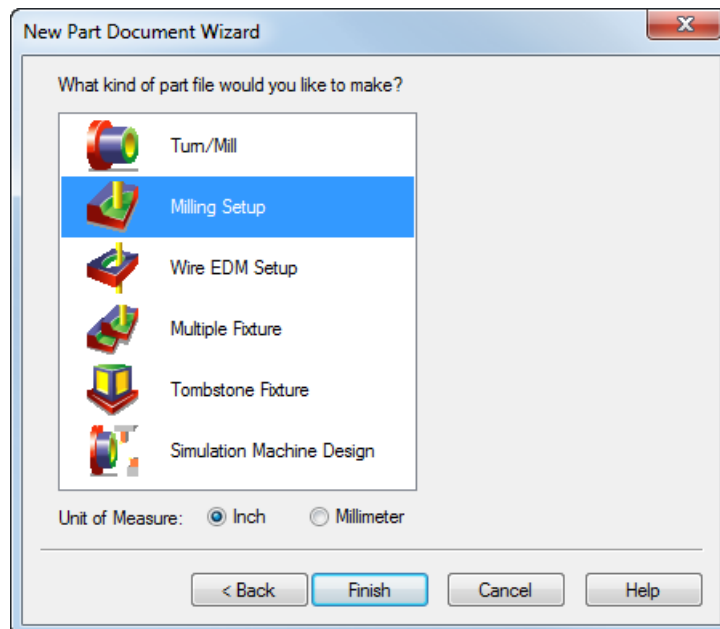 New Part Document Wizard
What kind of part file would you like to make?
Turn/Mill
Milling Setup
Wire EDM Setup
Multiple Fixture
Tombstone Fixture
Simulation Machine Design
Unit of Measure: Inch Millimeter
< Back Finish Cancel Help